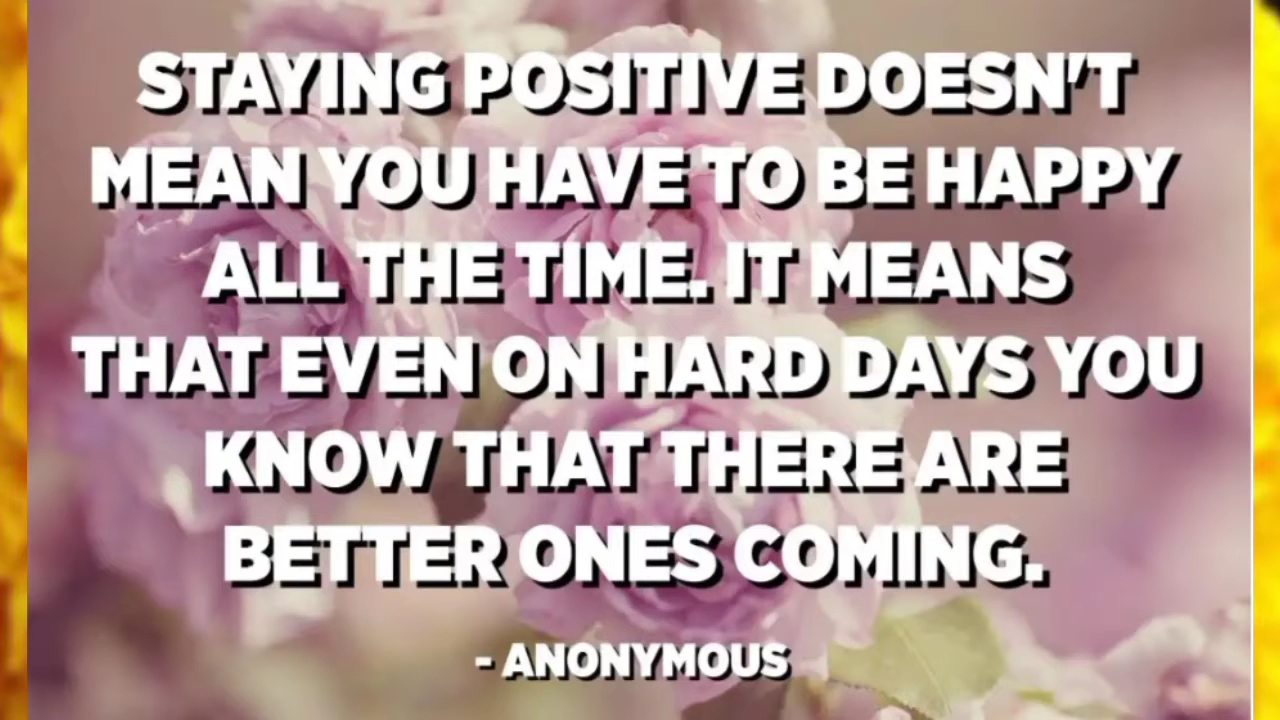 STAYING POSITIVE DOESN'T
MEAN YOU HAVE TO BE HAPPY
ALL THE TIME. IT MEANS
THAT EVEN ON HARD DAYS YOU
KNOW THAT THERE ARE
BETTER ONES COMING.
- ANONYMOUS